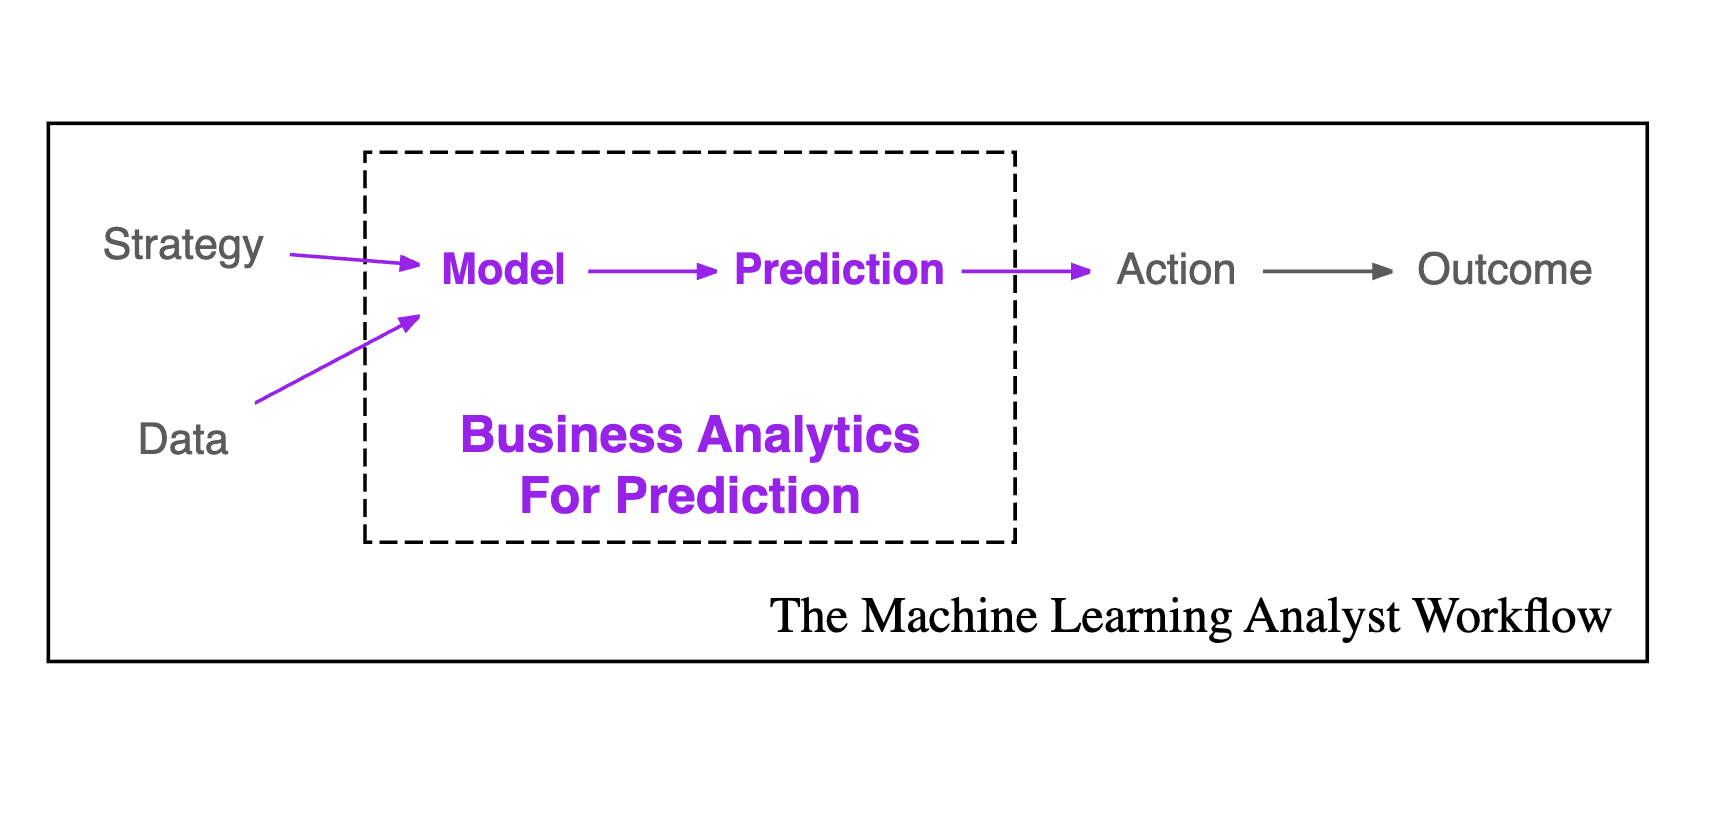 Strategy
Model
Prediction
Action
Outcome
Data
Business Analytics
For Prediction
The Machine Learning Analyst Workflow